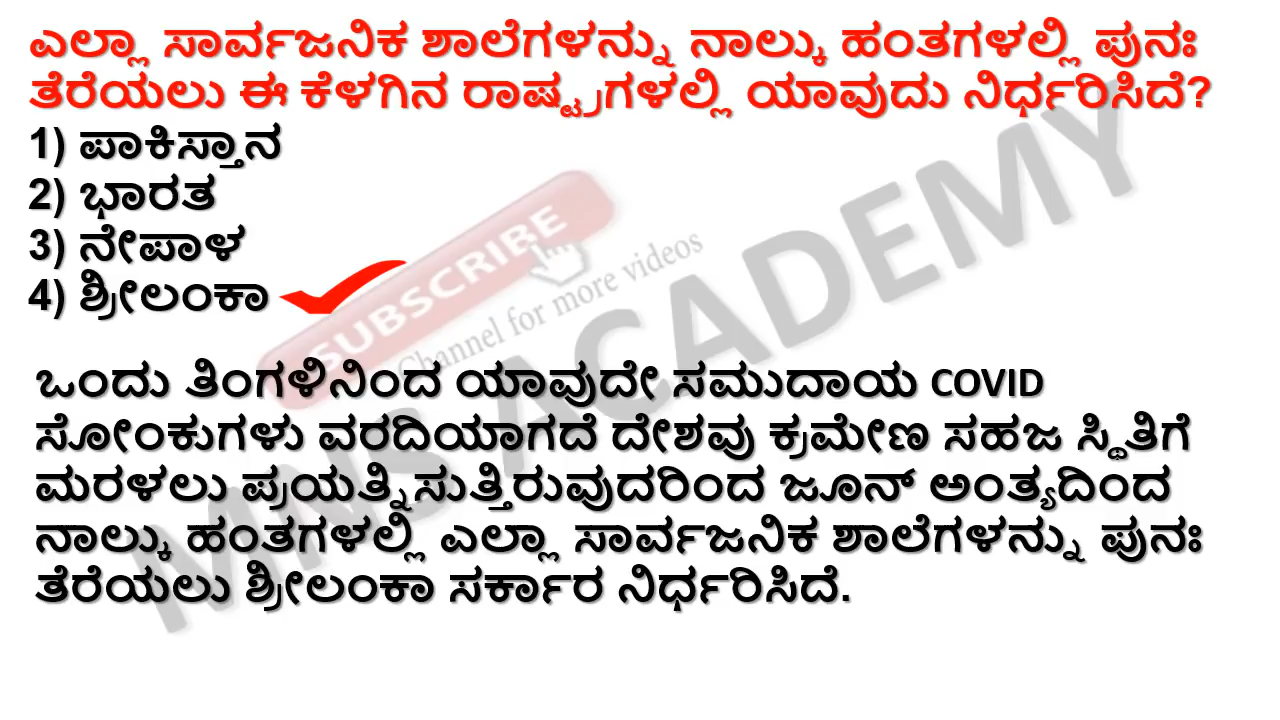 ಎಲ್ಲಾ ಸಾರ್ವಜನಿಕ ಶಾಲೆಗಳನ್ನು ನಾಲ್ಕು ಹಂತಗಳಲ್ಲಿ ಪುನಃ
ತೆರೆಯಲು ಈ ಕೆಳಗಿನ ರಾಷ್ಟ್ರಗಳಲ್ಲಿ ಯಾವುದು ನಿರ್ಧರಿಸಿದೆ?
1) ಪಾಕಿಸ್ತಾನ
2) ಭಾರತ
3) ನೇಪಾಳ
4) ಶ್ರೀಲಂಕಾ
SUBSCRIBE
Channel for more videos
MNS ACADEMY
ಒಂದು ತಿಂಗಳಿನಿಂದ ಯಾವುದೇ ಸಮುದಾಯ COVID
ಸೋಂಕುಗಳು ವರದಿಯಾಗದೆ ದೇಶವು ಕ್ರಮೇಣ ಸಹಜ ಸ್ಥಿತಿಗೆ
ಮರಳಲು ಪ್ರಯತ್ನಿಸುತ್ತಿರುವುದರಿಂದ ಜೂನ್ ಅಂತ್ಯದಿಂದ
ನಾಲ್ಕು ಹಂತಗಳಲ್ಲಿ ಎಲ್ಲಾ ಸಾರ್ವಜನಿಕ ಶಾಲೆಗಳನ್ನು ಪುನಃ
ತೆರೆಯಲು ಶ್ರೀಲಂಕಾ ಸರ್ಕಾರ ನಿರ್ಧರಿಸಿದೆ.